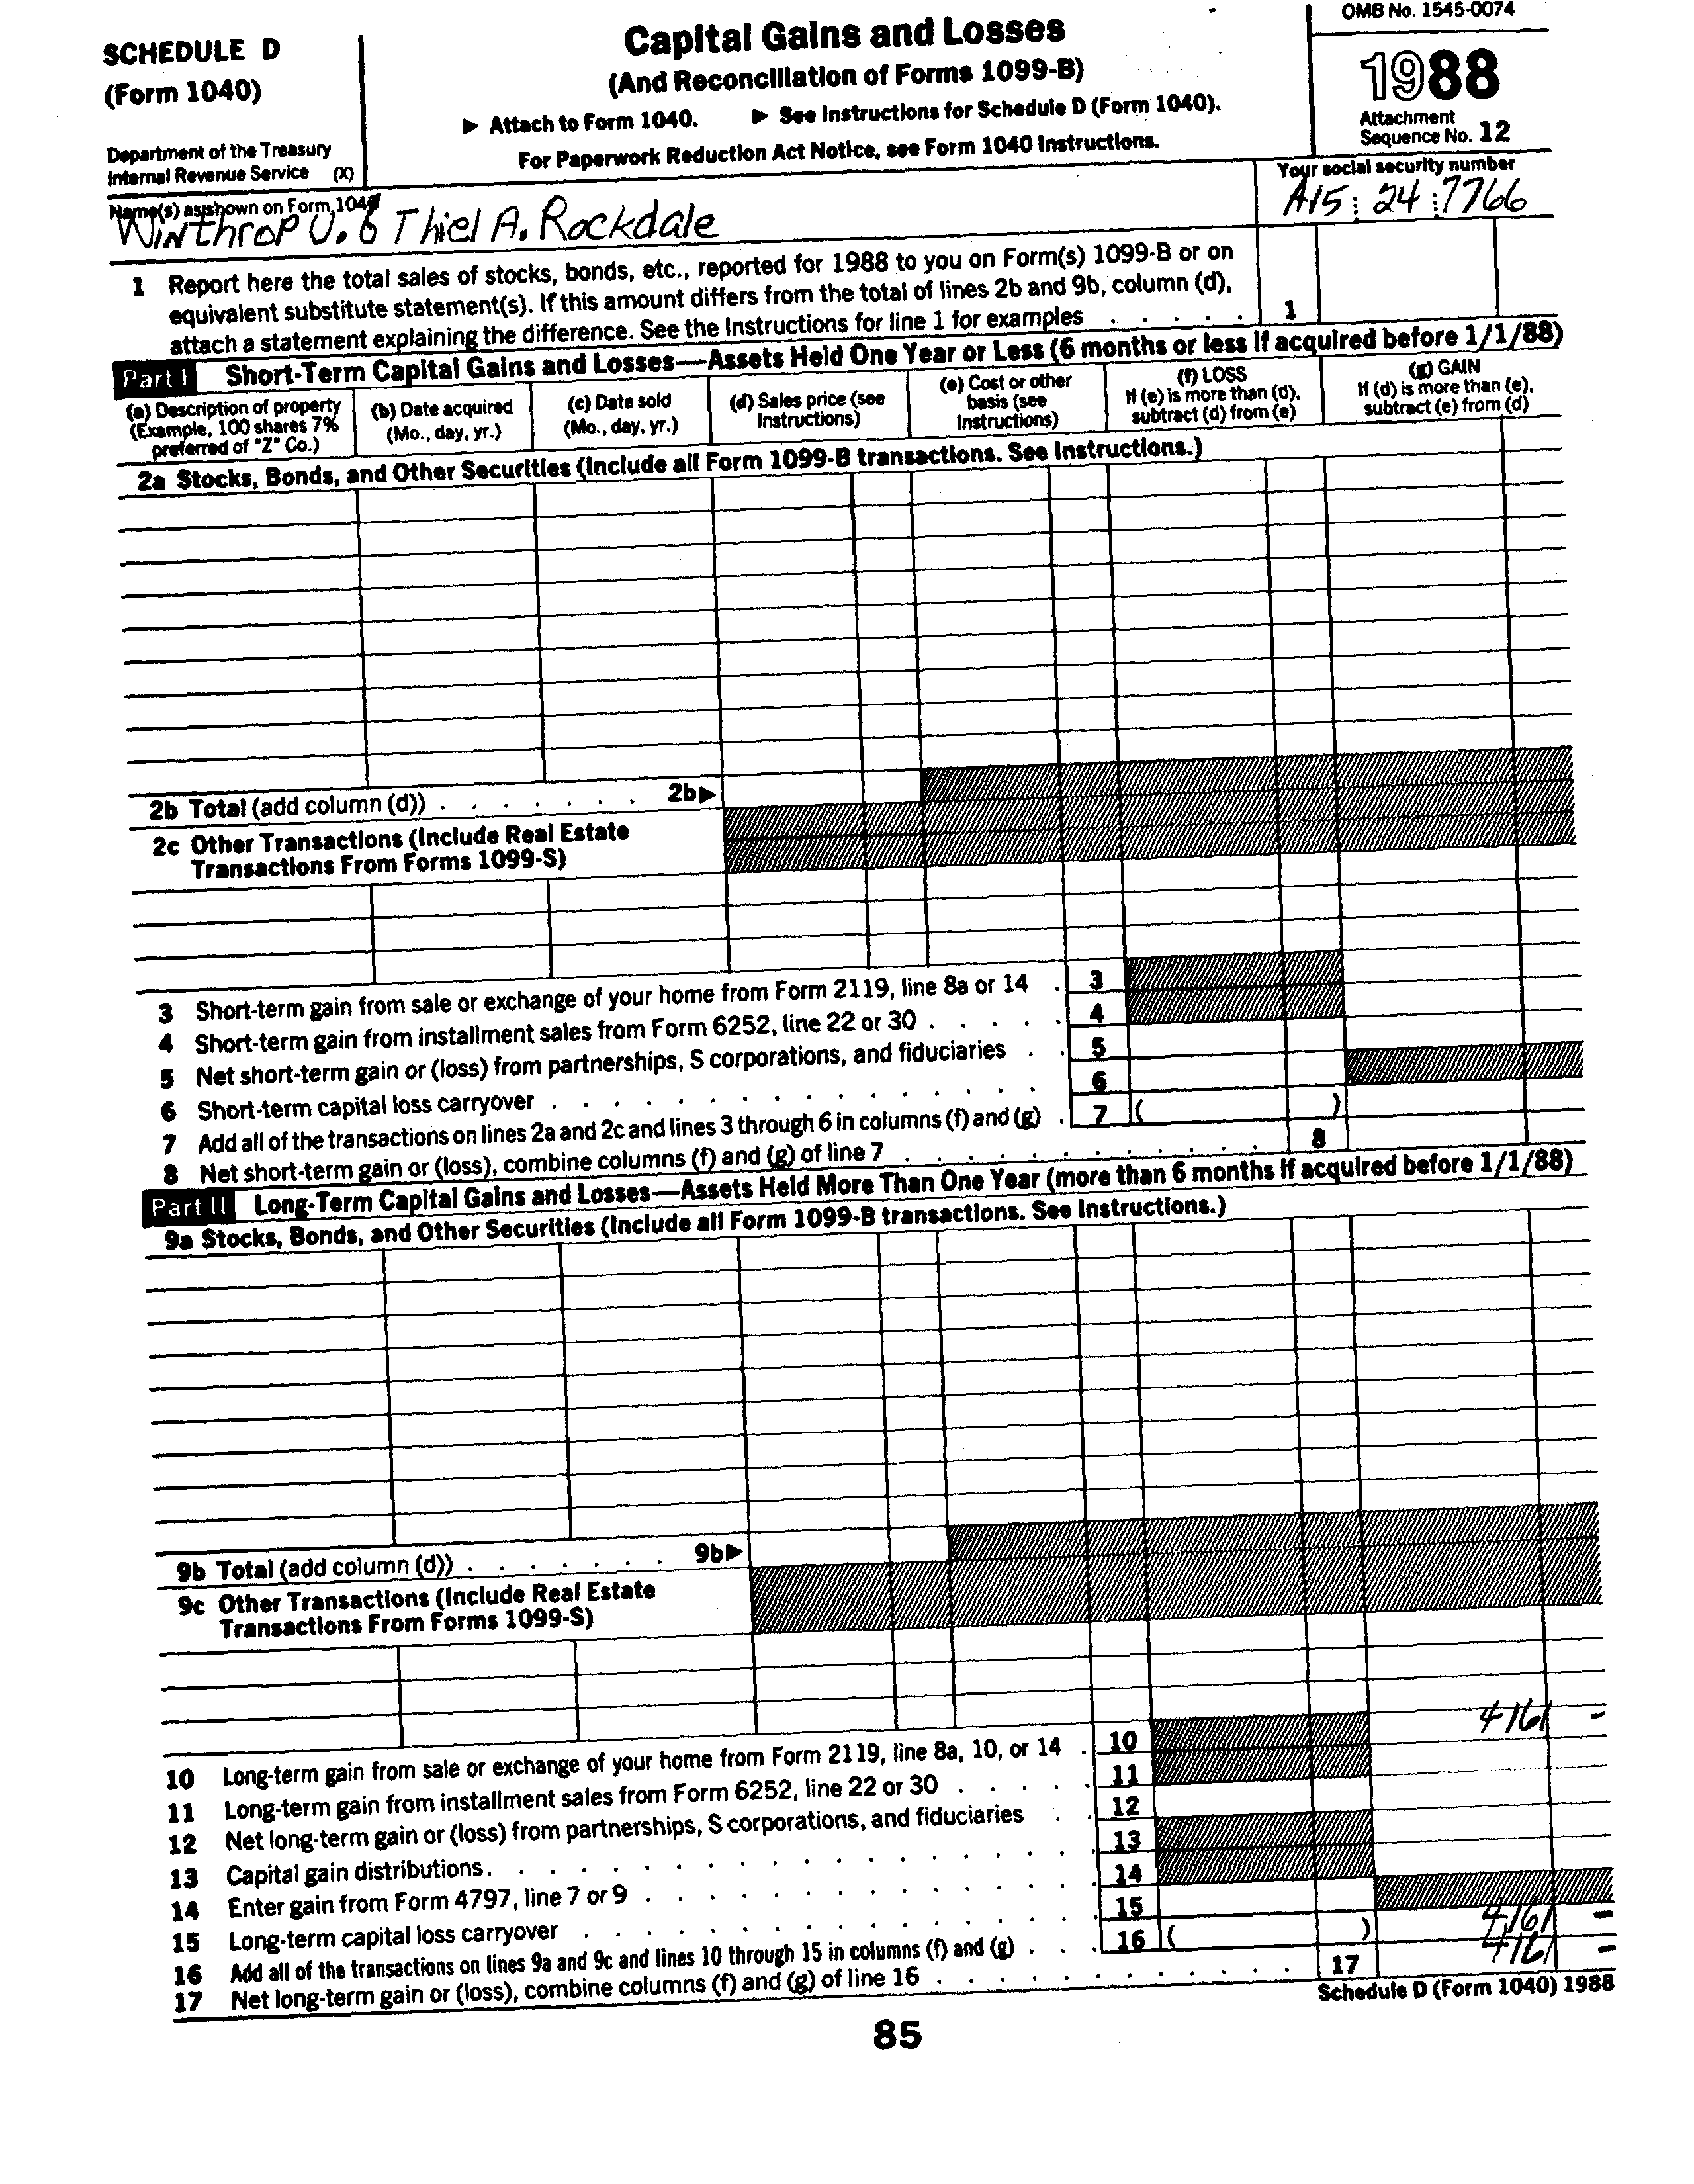 SCHEDULE D
(Form 1040)
Department of the Treasury
Internal Revenue Service (X)
Capital Gains and Losses
(And Reconciliation of Forms 1099-B)
▶ Attach to Form 1040. ▶ See Instructions for Schedule D (Form 1040).
For Paperwork Reduction Act Notice, see Form 1040 Instructions.
OMB No. 1545-0074
1988
Attachment
Sequence No. 12
Name(s) as shown on Form 1040
Winthrop U. & Thiel A. Rockdale
Your social security number
A15 24 7766
1 Report here the total sales of stocks, bonds, etc., reported for 1988 to you on Form(s) 1099-B or on
equivalent substitute statement(s). If this amount differs from the total of lines 2b and 9b, column (d),
attach a statement explaining the difference. See the Instructions for line 1 for examples . . . . . 1
Part I Short-Term Capital Gains and Losses—Assets Held One Year or Less (6 months or less if acquired before 1/1/88)
(a) Description of property
(Example, 100 shares 7%
preferred of "Z" Co.)
(b) Date acquired
(Mo., day, yr.)
(c) Date sold
(Mo., day, yr.)
(d) Sales price (see
Instructions)
(e) Cost or other
basis (see
Instructions)
(f) LOSS
If (e) is more than (d),
subtract (d) from (e)
(g) GAIN
If (d) is more than (e),
subtract (e) from (d)
2a Stocks, Bonds, and Other Securities (Include all Form 1099-B transactions. See Instructions.)
2b Total (add column (d)) . . . . . . . 2b▶
2c Other Transactions (Include Real Estate
Transactions From Forms 1099-S)
3 Short-term gain from sale or exchange of your home from Form 2119, line 8a or 14 . 3
4 Short-term gain from installment sales from Form 6252, line 22 or 30 . . . . . 4
5 Net short-term gain or (loss) from partnerships, S corporations, and fiduciaries . . 5
6 Short-term capital loss carryover . . . . . . . . . . . . . . . . 6
7 Add all of the transactions on lines 2a and 2c and lines 3 through 6 in columns (f) and (g) . 7 ( )
8 Net short-term gain or (loss), combine columns (f) and (g) of line 7 . . . . . . . . . . . . 8
Part II Long-Term Capital Gains and Losses—Assets Held More Than One Year (more than 6 months if acquired before 1/1/88)
9a Stocks, Bonds, and Other Securities (Include all Form 1099-B transactions. See Instructions.)
9b Total (add column (d)) . . . . . . . 9b▶
9c Other Transactions (Include Real Estate
Transactions From Forms 1099-S)
10 Long-term gain from sale or exchange of your home from Form 2119, line 8a, 10, or 14 . 10 4161 -
11 Long-term gain from installment sales from Form 6252, line 22 or 30 . . . . . 11
12 Net long-term gain or (loss) from partnerships, S corporations, and fiduciaries . . 12
13 Capital gain distributions. . . . . . . . . . . . . . . . . . 13
14 Enter gain from Form 4797, line 7 or 9 . . . . . . . . . . . . . 14
15 Long-term capital loss carryover . . . . . . . . . . . . . . . . 15
16 Add all of the transactions on lines 9a and 9c and lines 10 through 15 in columns (f) and (g) . . . 16 ( ) 4161 -
17 Net long-term gain or (loss), combine columns (f) and (g) of line 16 . . . . . . . . . . . . 17 4161 -
Schedule D (Form 1040) 1988
85